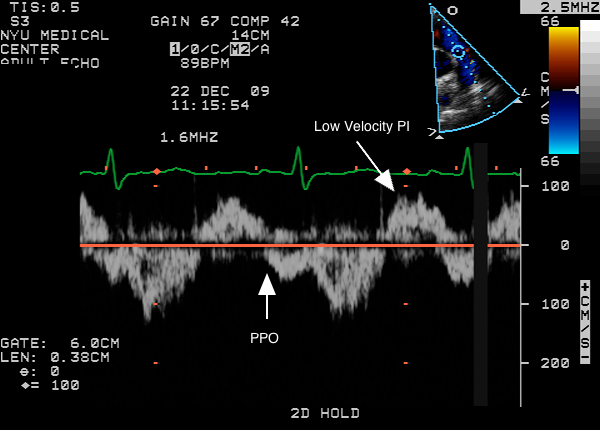 TIS:0.5
S3
GAIN 67 COMP 42
NYU MEDICAL
14CM
CENTER
1/0/C/M2/A
ADULT ECHO
89BPM
22 DEC 09
11:15:54
2.5MHZ
66
CM/S
66
1.6MHZ
Low Velocity PI
100
0
100
200
+CM/S-
PPO
GATE: 6.0CM
LEN: 0.38CM
θ: 0
◆= 100
2D HOLD